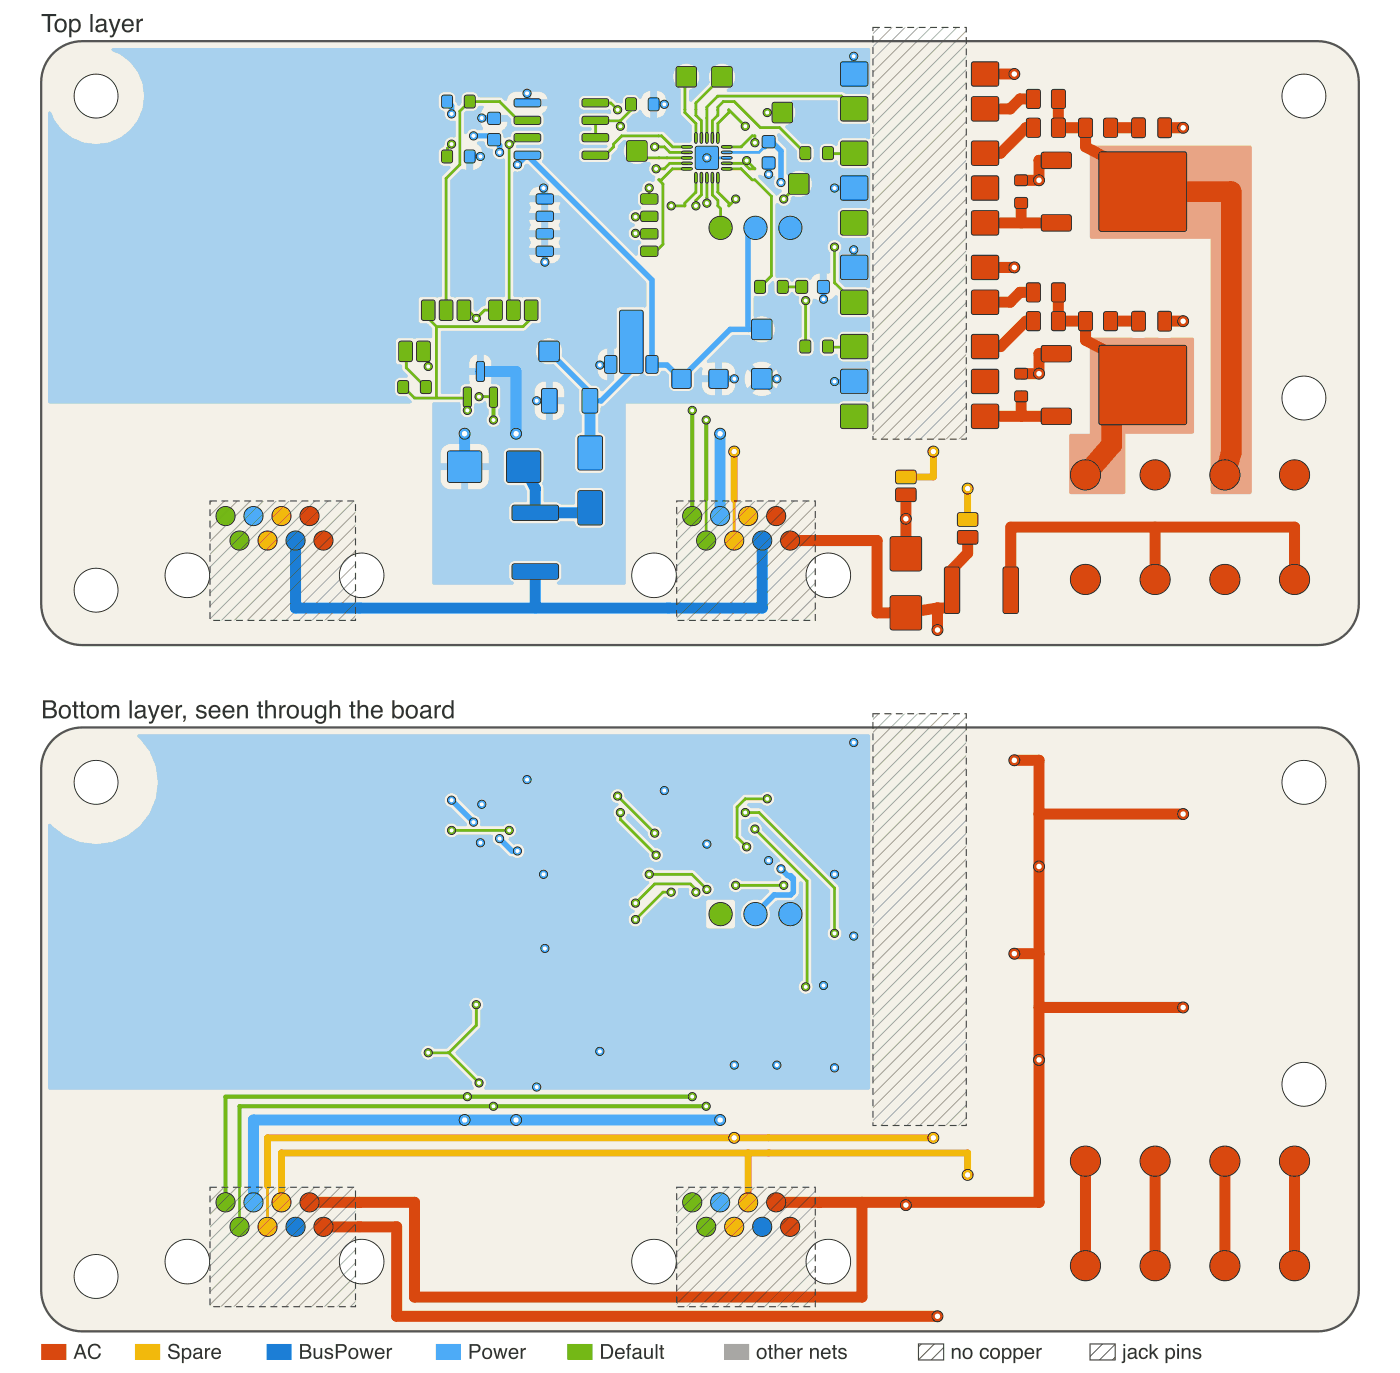 Top layer
Bottom layer, seen through the board
AC Spare BusPower Power Default other nets no copper jack pins